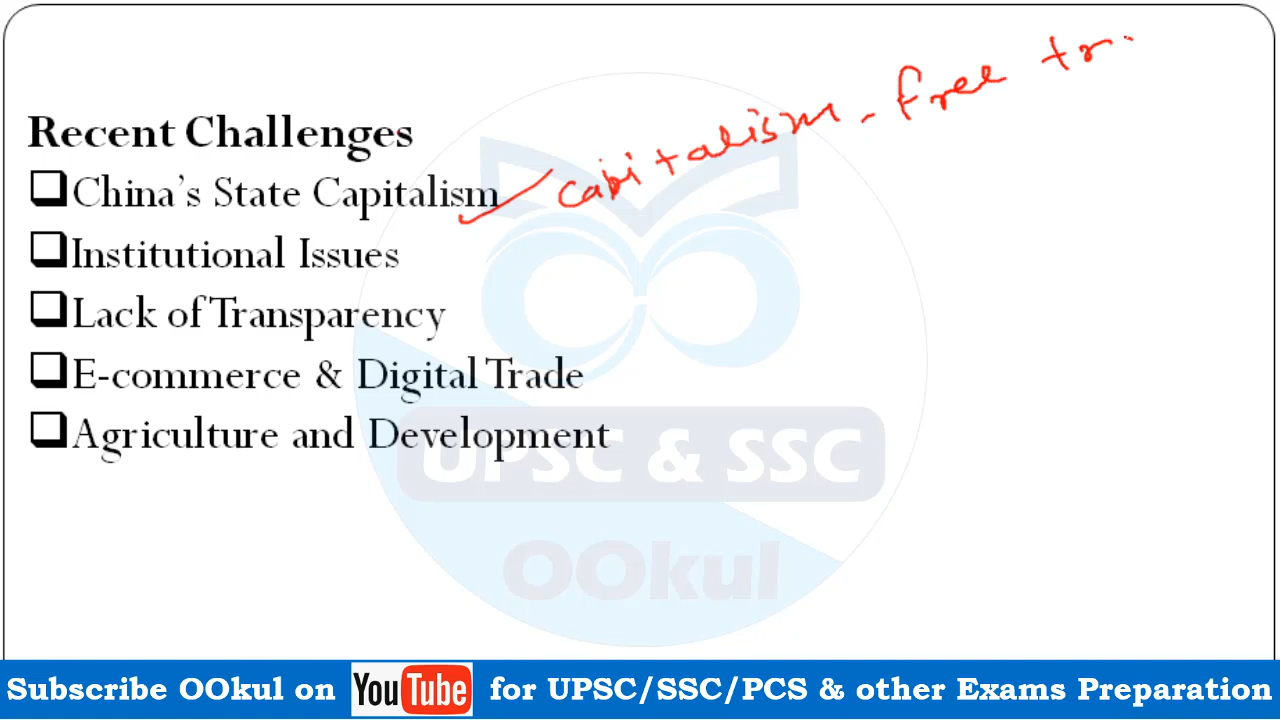 capitalism - free
Recent Challenges
❑China's State Capitalism
❑Institutional Issues
❑Lack of Transparency
❑E-commerce & Digital Trade
❑Agriculture and Development
UPSC & SSC
OOkul
Subscribe OOkul on YouTube for UPSC/SSC/PCS & other Exams Preparation